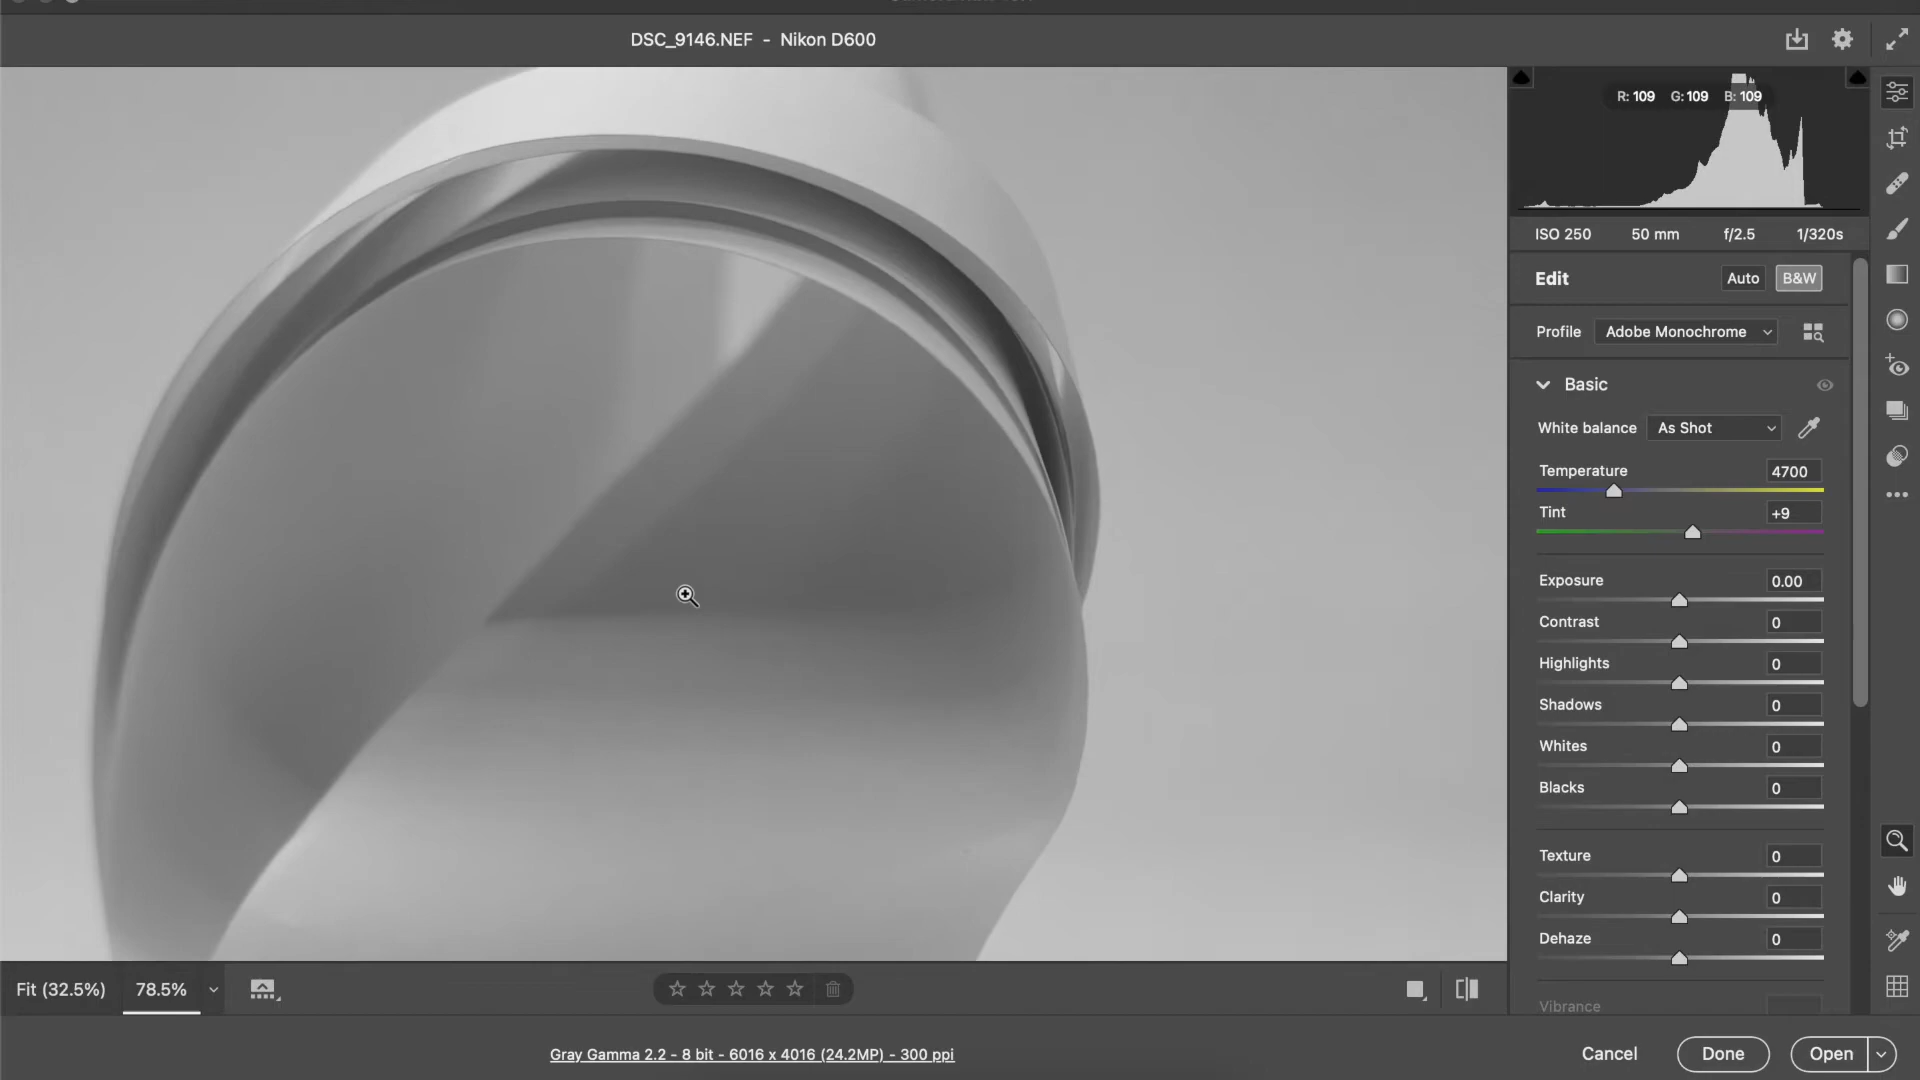 DSC_9146.NEF - Nikon D600
R: 109 G: 109 B: 109
ISO 250 50 mm f/2.5 1/320s
Edit Auto B&W
Profile Adobe Monochrome
Basic
White balance As Shot
Temperature 4700
Tint +9
Exposure 0.00
Contrast 0
Highlights 0
Shadows 0
Whites 0
Blacks 0
Texture 0
Clarity 0
Dehaze 0
Vibrance
Fit (32.5%) 78.5%
Gray Gamma 2.2 - 8 bit - 6016 x 4016 (24.2MP) - 300 ppi
Cancel Done Open